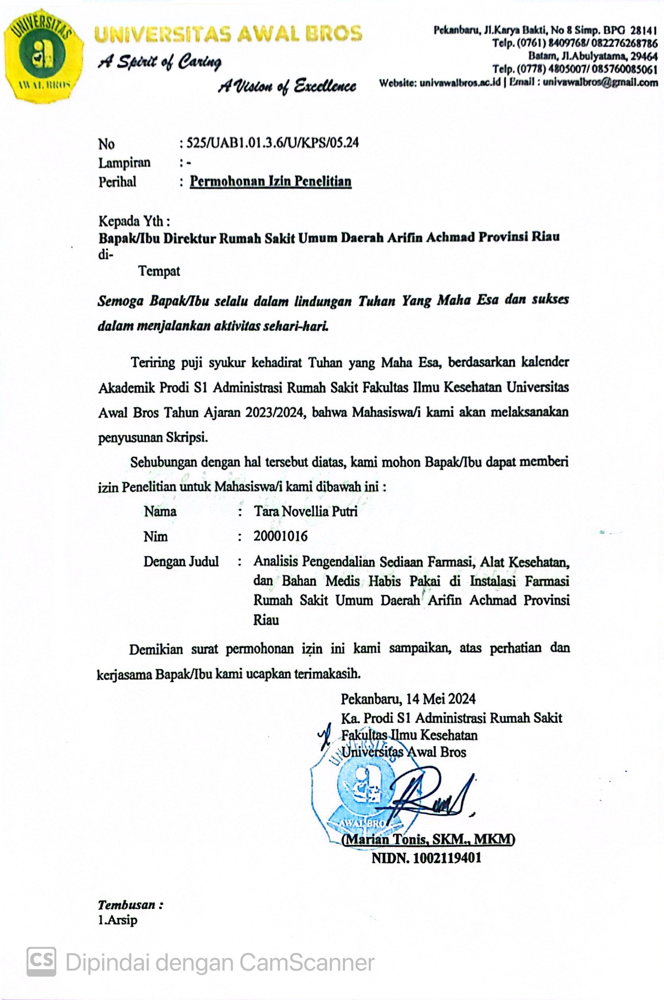 UNIVERSITAS
AWAL BROS
UNIVERSITAS AWAL BROS
A Spirit of Caring
A Vision of Excellence
Pekanbaru, Jl.Karya Bakti, No 8 Simp. BPG 28141
Telp. (0761) 8409768/ 082276268786
Batam, Jl.Abulyatama, 29464
Telp. (0778) 4805007/ 085760085061
Website: univawalbros.ac.id | Email : univawalbros@gmail.com
No : 525/UAB1.01.3.6/U/KPS/05.24
Lampiran : -
Perihal : Permohonan Izin Penelitian
Kepada Yth :
Bapak/Ibu Direktur Rumah Sakit Umum Daerah Arifin Achmad Provinsi Riau
di-
Tempat
Semoga Bapak/Ibu selalu dalam lindungan Tuhan Yang Maha Esa dan sukses
dalam menjalankan aktivitas sehari-hari.
Teriring puji syukur kehadirat Tuhan yang Maha Esa, berdasarkan kalender
Akademik Prodi S1 Administrasi Rumah Sakit Fakultas Ilmu Kesehatan Universitas
Awal Bros Tahun Ajaran 2023/2024, bahwa Mahasiswa/i kami akan melaksanakan
penyusunan Skripsi.
Sehubungan dengan hal tersebut diatas, kami mohon Bapak/Ibu dapat memberi
izin Penelitian untuk Mahasiswa/i kami dibawah ini :
Nama : Tara Novellia Putri
Nim : 20001016
Dengan Judul : Analisis Pengendalian Sediaan Farmasi, Alat Kesehatan,
dan Bahan Medis Habis Pakai di Instalasi Farmasi
Rumah Sakit Umum Daerah Arifin Achmad Provinsi
Riau
Demikian surat permohonan izin ini kami sampaikan, atas perhatian dan
kerjasama Bapak/Ibu kami ucapkan terimakasih.
Pekanbaru, 14 Mei 2024
Ka. Prodi S1 Administrasi Rumah Sakit
Fakultas Ilmu Kesehatan
Universitas Awal Bros
UNIVERSITAS
AWAL BROS
(Marian Tonis, SKM., MKM)
NIDN. 1002119401
Tembusan :
1.Arsip
CS Dipindai dengan CamScanner